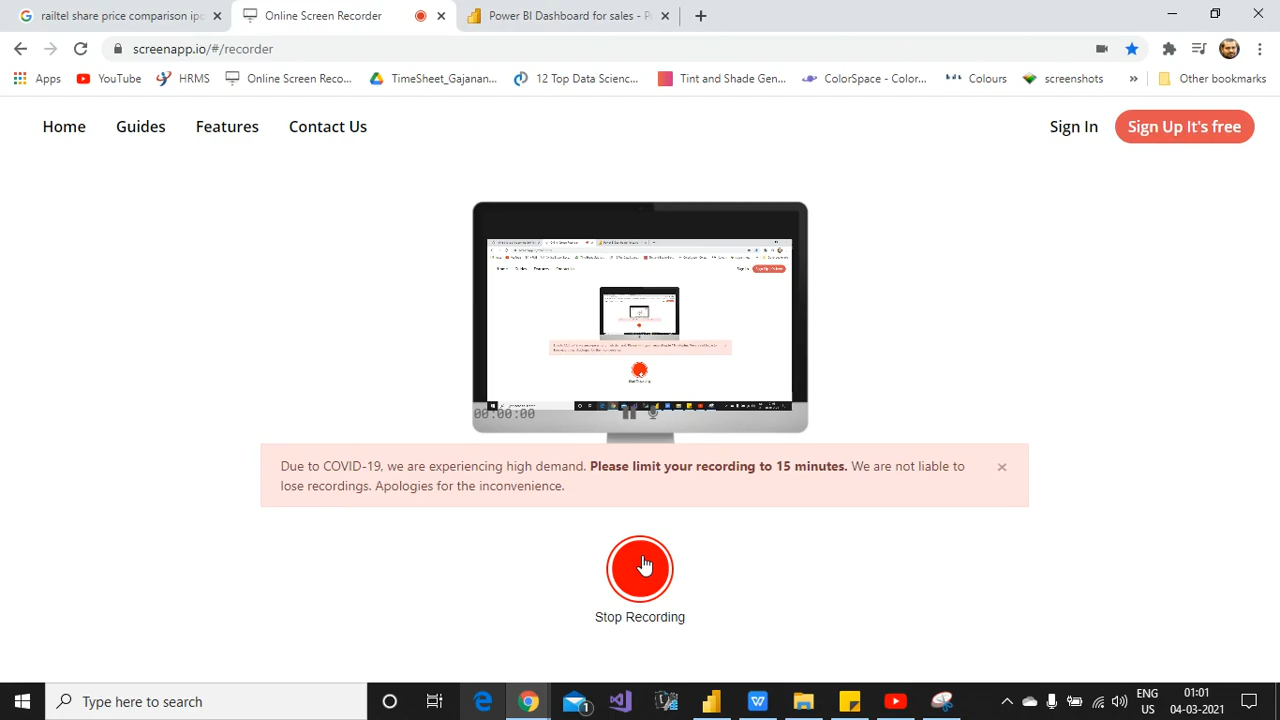 railtel share price comparison ipo
Online Screen Recorder
Power BI Dashboard for sales - P
screenapp.io/#/recorder
Apps
YouTube
HRMS
Online Screen Reco...
TimeSheet_Gajanan...
12 Top Data Scienc...
Tint and Shade Gen...
ColorSpace - Color...
Colours
screenshots
»
Other bookmarks
Home
Guides
Features
Contact Us
Sign In
Sign Up It's free
00:00:00
Due to COVID-19, we are experiencing high demand. Please limit your recording to 15 minutes. We are not liable to
lose recordings. Apologies for the inconvenience.
Stop Recording
Type here to search
1
ENG
US
01:01
04-03-2021